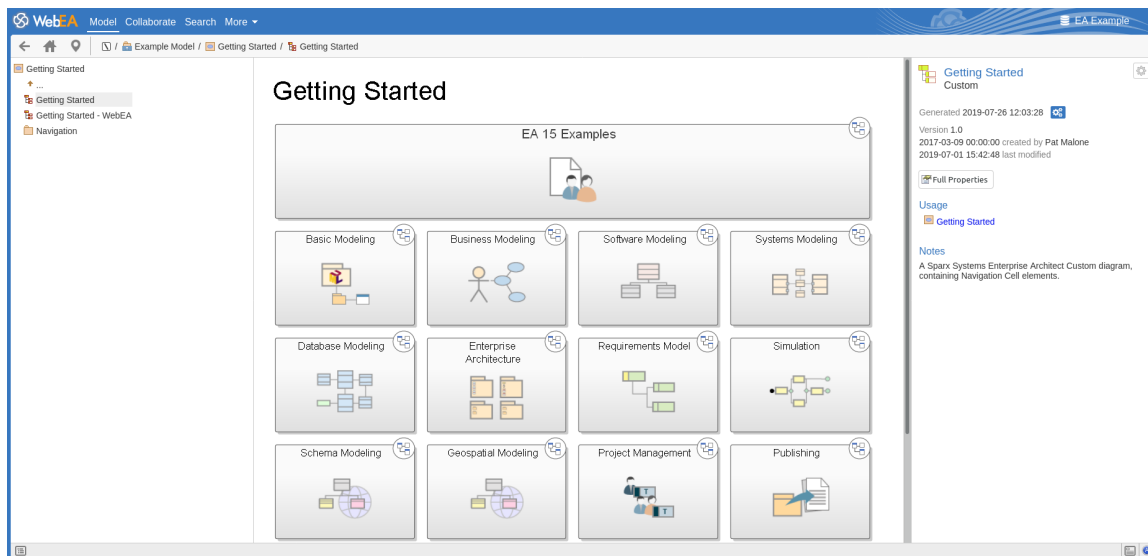 WebEA Model Collaborate Search More
EA Example
/ Example Model / Getting Started / Getting Started
Getting Started
...
Getting Started
Getting Started - WebEA
Navigation
Getting Started
EA 15 Examples
Basic Modeling
Business Modeling
Software Modeling
Systems Modeling
Database Modeling
Enterprise
Architecture
Requirements Model
Simulation
Schema Modeling
Geospatial Modeling
Project Management
T
T
Publishing
Getting Started
Custom
Generated 2019-07-26 12:03:28
Version 1.0
2017-03-09 00:00:00 created by Pat Malone
2019-07-01 15:42:48 last modified
Full Properties
Usage
Getting Started
Notes
A Sparx Systems Enterprise Architect Custom diagram,
containing Navigation Cell elements.